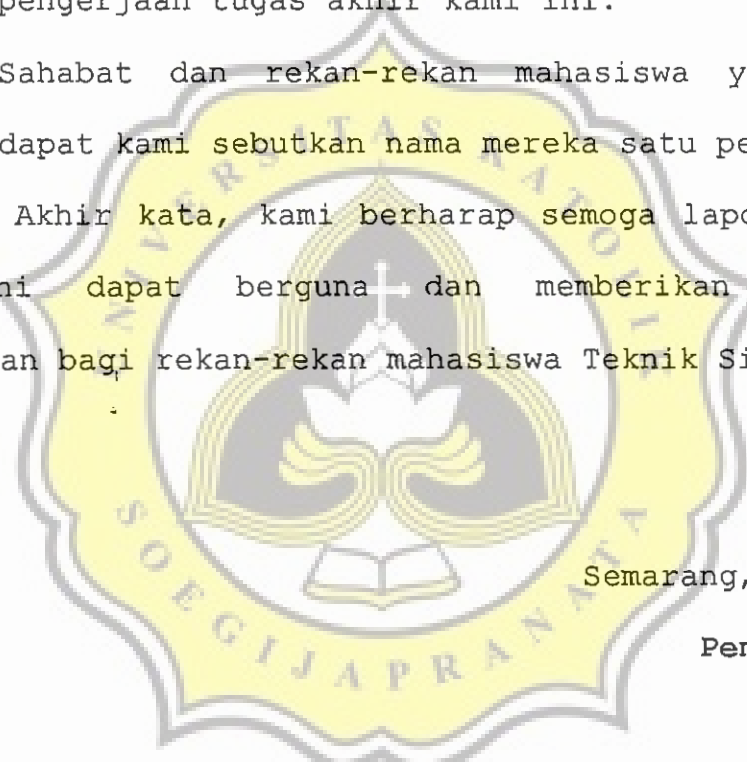 pengerjaan tugas akhir kami ini.
Sahabat dan rekan-rekan mahasiswa y
dapat kami sebutkan nama mereka satu pe
Akhir kata, kami berharap semoga lapo
ni dapat berguna dan memberikan
an bagi rekan-rekan mahasiswa Teknik Si
Semarang,
Pen
UNIVERSITAS KATOLIK
SOEGIJAPRANATA